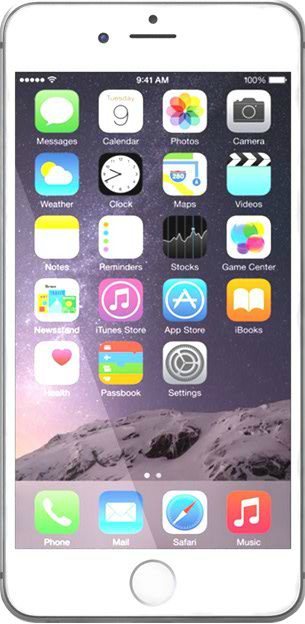 9:41 AM 100%
Tuesday
9
280
Messages Calendar Photos Camera
Weather Clock Maps Videos
Notes Reminders Stocks Game Center
Newsstand iTunes Store App Store iBooks
Health Passbook Settings
Phone Mail Safari Music